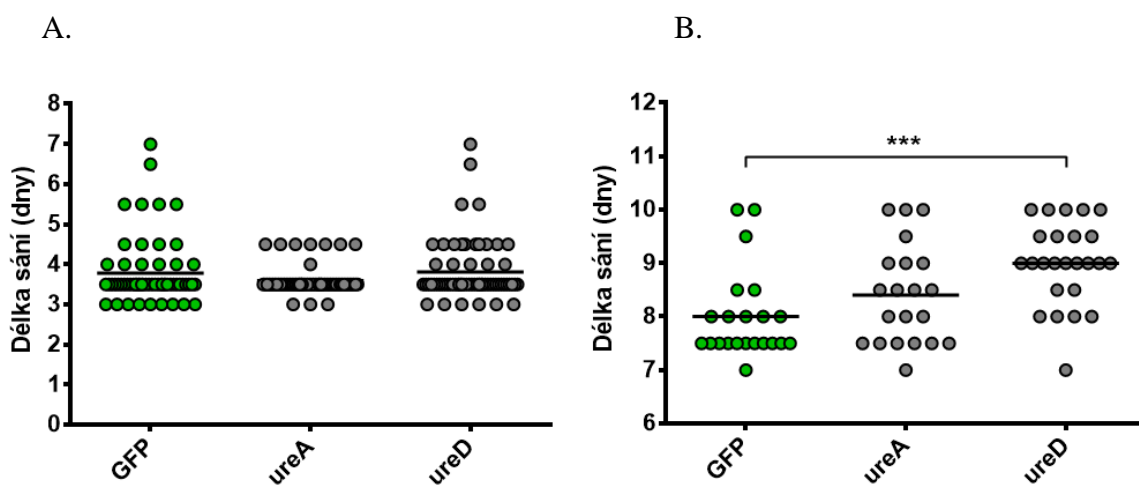 A.
Délka sání (dny)
8
7
6
5
4
3
2
1
0
GFP
ureA
ureD
B.
Délka sání (dny)
12
11
10
9
8
7
6
***
GFP
ureA
ureD